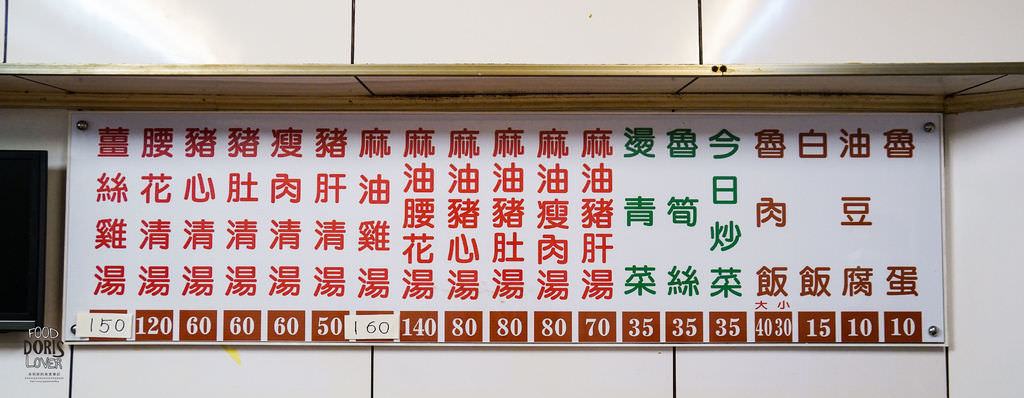 魯蛋 10
油豆腐 10
白飯 15
魯肉飯 大40 小30
今日炒菜 35
魯筍絲 35
燙青菜 35
麻油豬肝湯 70
麻油瘦肉湯 80
麻油豬肚湯 80
麻油豬心湯 80
麻油腰花湯 140
麻油雞湯 160
豬肝清湯 50
瘦肉清湯 60
豬肚清湯 60
豬心清湯 60
腰花清湯 120
薑絲雞湯 150
FOOD
DORIS
LOVER